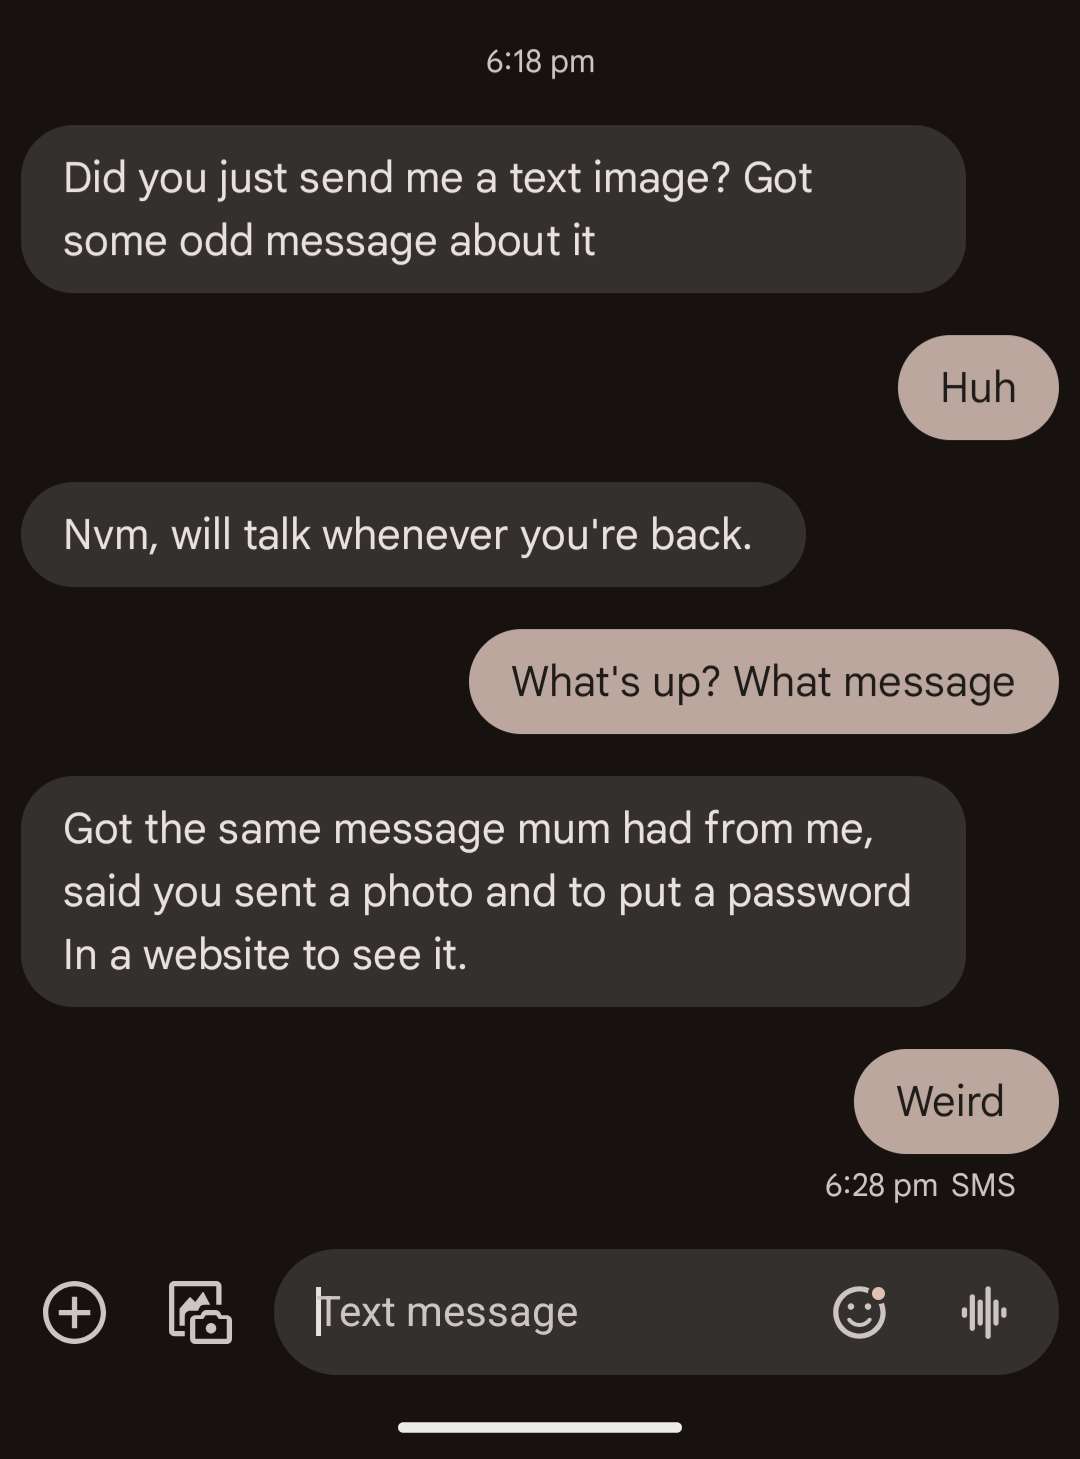 6:18 pm
Did you just send me a text image? Got
some odd message about it
Huh
Nvm, will talk whenever you're back.
What's up? What message
Got the same message mum had from me,
said you sent a photo and to put a password
In a website to see it.
Weird
6:28 pm SMS
Text message